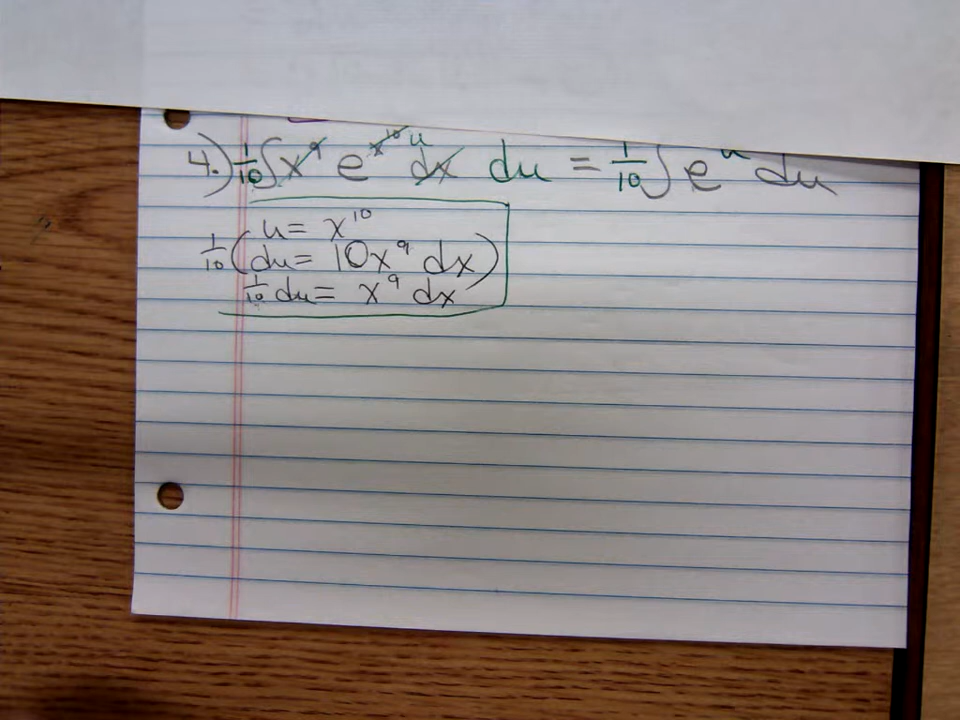 4.) 1/10 ∫ x⁹ e^x¹⁰ u dx du = 1/10 ∫ e^u du
u = x¹⁰
1/10 (du = 10x⁹ dx)
1/10 du = x⁹ dx